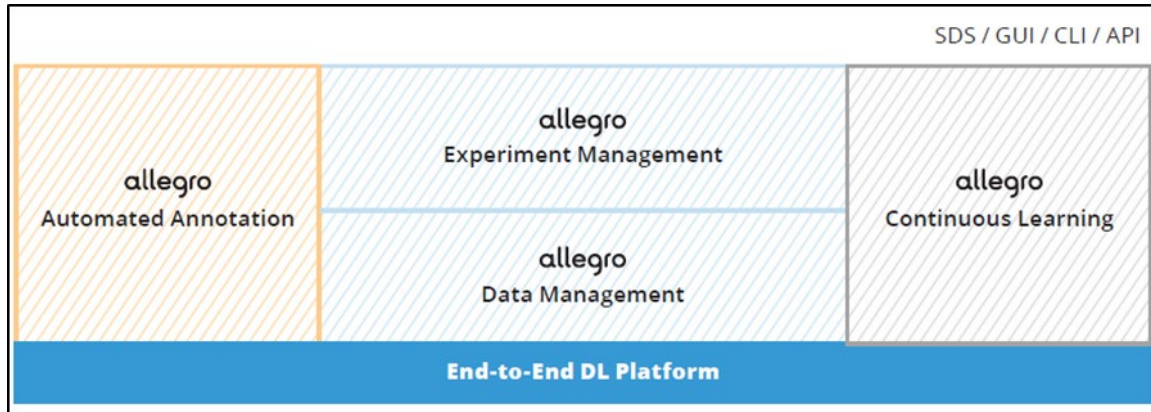 SDS / GUI / CLI / API
allegro
Automated Annotation
allegro
Experiment Management
allegro
Data Management
allegro
Continuous Learning
End-to-End DL Platform